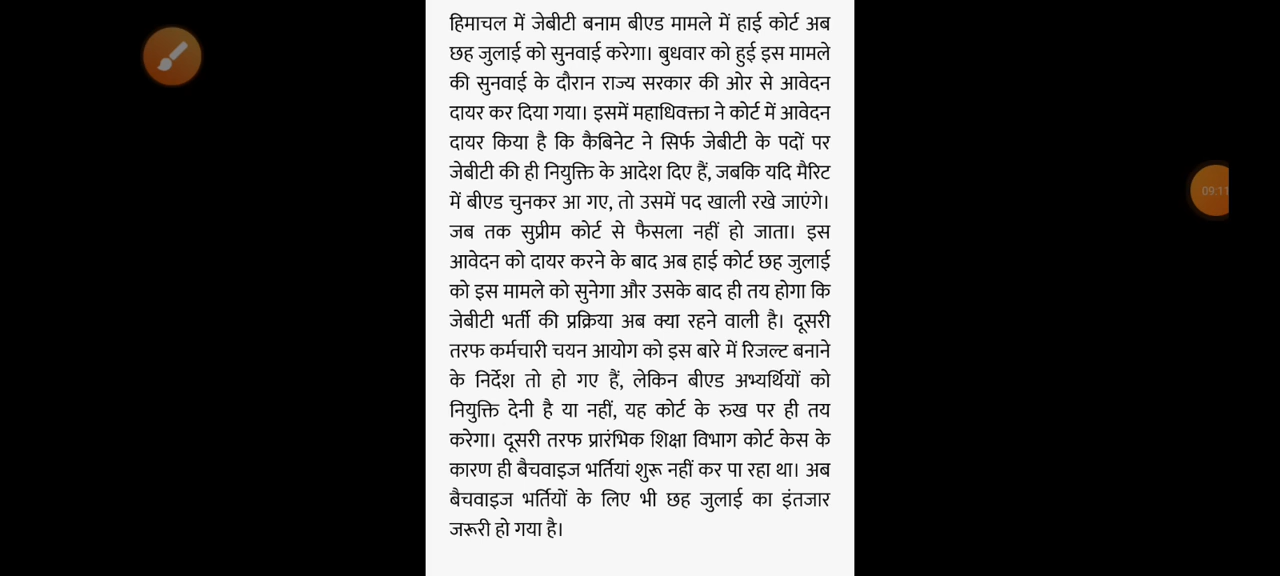 हिमाचल में जेबीटी बनाम बीएड मामले में हाई कोर्ट अब
छह जुलाई को सुनवाई करेगा। बुधवार को हुई इस मामले
की सुनवाई के दौरान राज्य सरकार की ओर से आवेदन
दायर कर दिया गया। इसमें महाधिवक्ता ने कोर्ट में आवेदन
दायर किया है कि कैबिनेट ने सिर्फ जेबीटी के पदों पर
जेबीटी की ही नियुक्ति के आदेश दिए हैं, जबकि यदि मैरिट
में बीएड चुनकर आ गए, तो उसमें पद खाली रखे जाएंगे।
जब तक सुप्रीम कोर्ट से फैसला नहीं हो जाता। इस
आवेदन को दायर करने के बाद अब हाई कोर्ट छह जुलाई
को इस मामले को सुनेगा और उसके बाद ही तय होगा कि
जेबीटी भर्ती की प्रक्रिया अब क्या रहने वाली है। दूसरी
तरफ कर्मचारी चयन आयोग को इस बारे में रिजल्ट बनाने
के निर्देश तो हो गए हैं, लेकिन बीएड अभ्यर्थियों को
नियुक्ति देनी है या नहीं, यह कोर्ट के रुख पर ही तय
करेगा। दूसरी तरफ प्रारंभिक शिक्षा विभाग कोर्ट केस के
कारण ही बैचवाइज भर्तियां शुरू नहीं कर पा रहा था। अब
बैचवाइज भर्तियों के लिए भी छह जुलाई का इंतजार
जरूरी हो गया है।
09:11